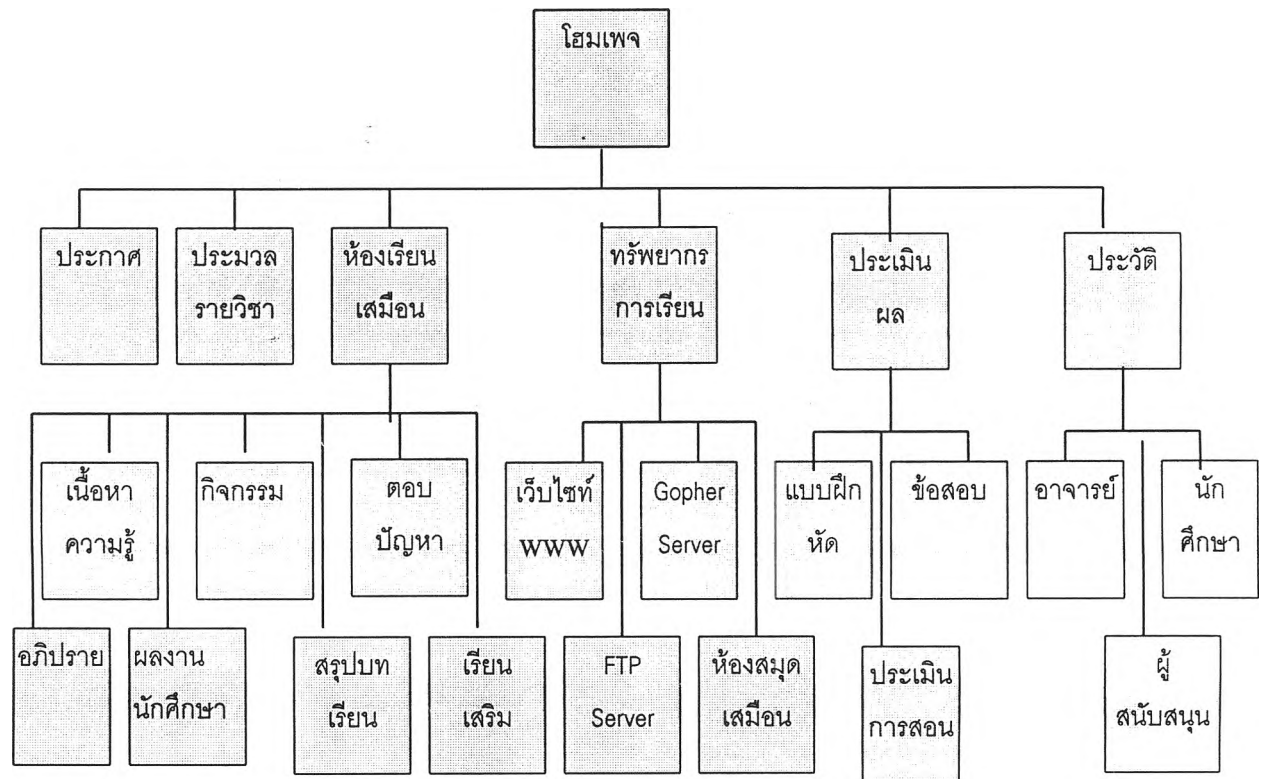 โฮมเพจ
ประกาศ
ประมวล
รายวิชา
ห้องเรียน
เสมือน
ทรัพยากร
การเรียน
ประเมิน
ผล
ประวัติ
เนื้อหา
ความรู้
กิจกรรม
ตอบ
ปัญหา
เว็บไซท์
WWW
Gopher
Server
แบบฝึก
หัด
ข้อสอบ
อาจารย์
นัก
ศึกษา
อภิปราย
ผลงาน
นักศึกษา
สรุปบท
เรียน
เรียน
เสริม
FTP
Server
ห้องสมุด
เสมือน
ประเมิน
การสอน
ผู้
สนับสนุน